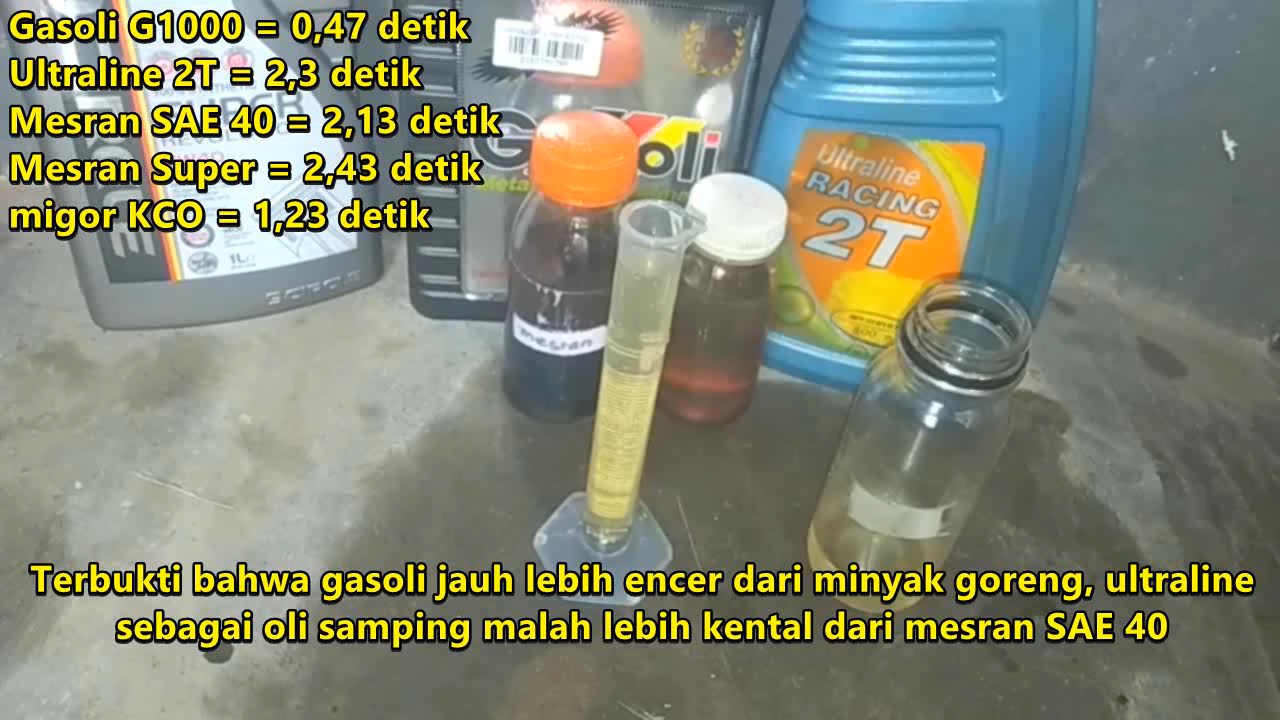 Gasoli G1000 = 0,47 detik
Ultraline 2T = 2,3 detik
Mesran SAE 40 = 2,13 detik
Mesran Super = 2,43 detik
migor KCO = 1,23 detik
1L
Ultraline
RACING
2T
mesran
Terbukti bahwa gasoli jauh lebih encer dari minyak goreng, ultraline
sebagai oli samping malah lebih kental dari mesran SAE 40